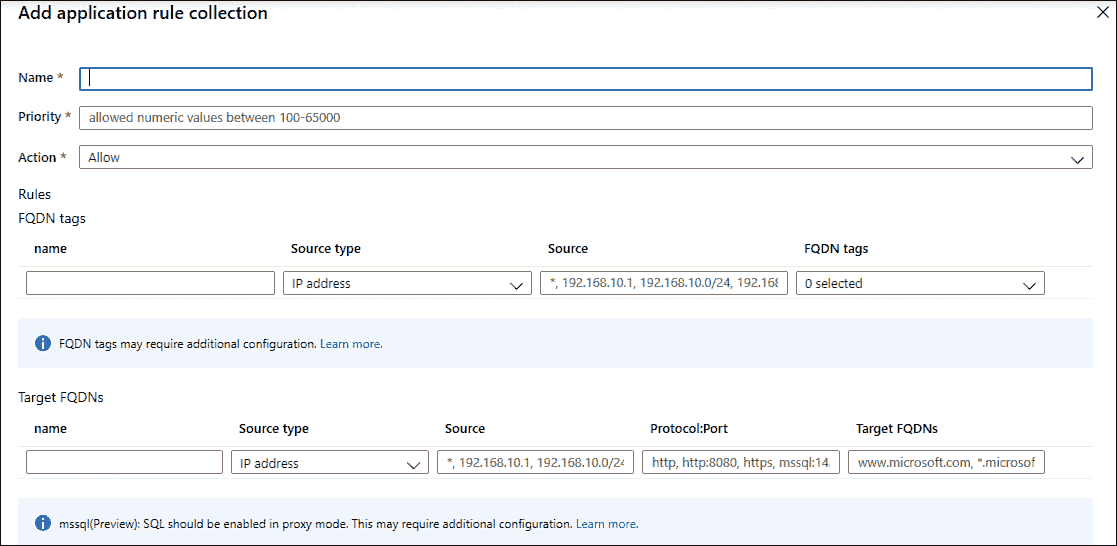 Add application rule collection
Name *
Priority * allowed numeric values between 100-65000
Action * Allow
Rules
FQDN tags
name Source type Source FQDN tags
IP address *, 192.168.10.1, 192.168.10.0/24, 192.168 0 selected
FQDN tags may require additional configuration. Learn more.
Target FQDNs
name Source type Source Protocol:Port Target FQDNs
IP address *, 192.168.10.1, 192.168.10.0/24 http, http:8080, https, mssql:14. www.microsoft.com, *.microsof
mssql(Preview): SQL should be enabled in proxy mode. This may require additional configuration. Learn more.